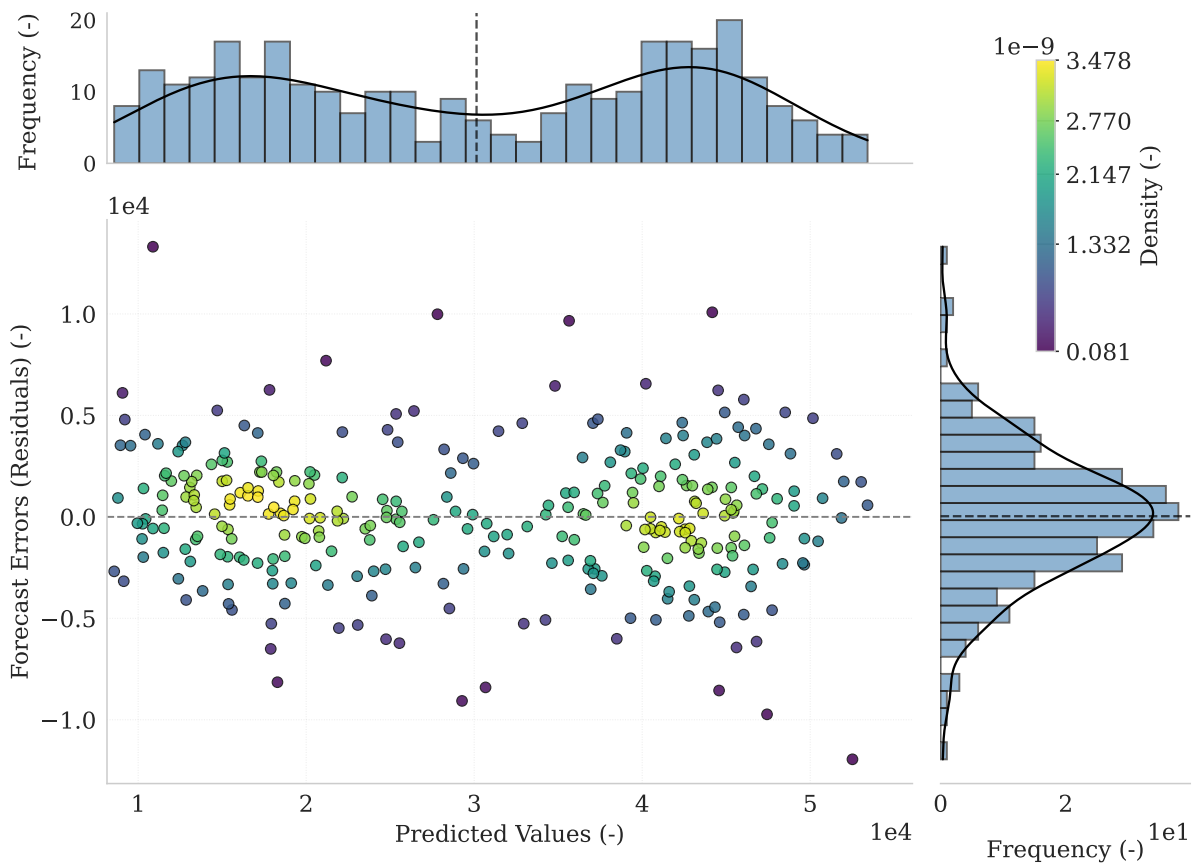 Frequency (-)
20
10
0
1e−9
3.478
2.770
2.147
1.332
0.081
Density (-)
1e4
Forecast Errors (Residuals) (-)
1.0
0.5
0.0
−0.5
−1.0
1 2 3 4 5
Predicted Values (-)
1e4
0 2
1e1
Frequency (-)